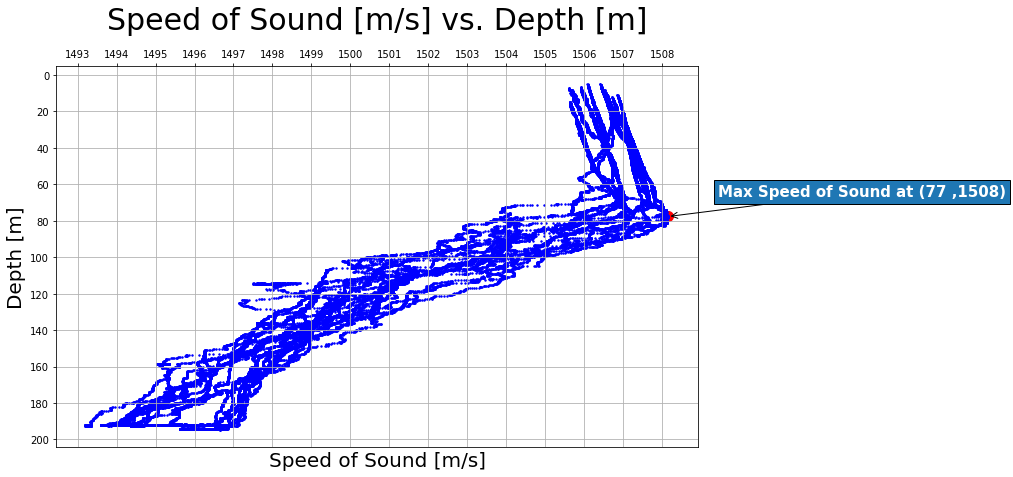 Speed of Sound [m/s] vs. Depth [m]
1493 1494 1495 1496 1497 1498 1499 1500 1501 1502 1503 1504 1505 1506 1507 1508
0
20
40
60
Max Speed of Sound at (77 ,1508)
80
100
120
140
160
180
200
Depth [m]
Speed of Sound [m/s]